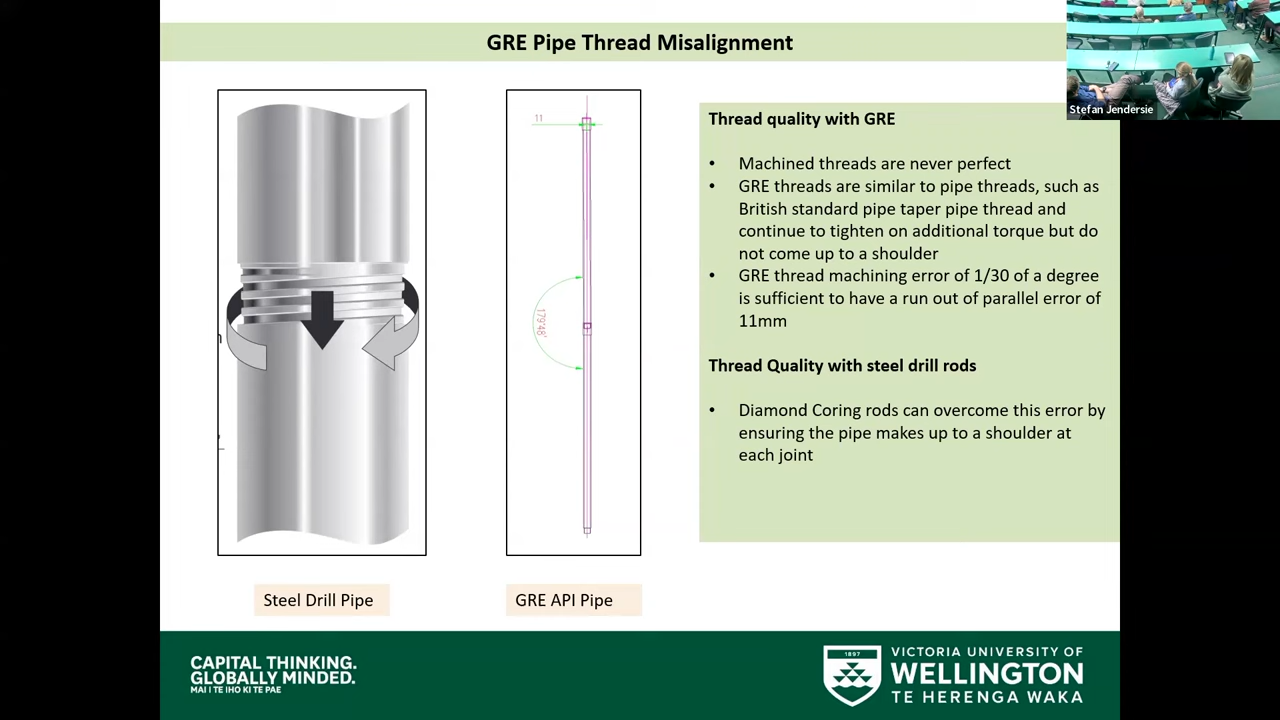 GRE Pipe Thread Misalignment
Stefan Jendersie
11
179°48'
Thread quality with GRE
• Machined threads are never perfect
• GRE threads are similar to pipe threads, such as
British standard pipe taper pipe thread and
continue to tighten on additional torque but do
not come up to a shoulder
• GRE thread machining error of 1/30 of a degree
is sufficient to have a run out of parallel error of
11mm
Thread Quality with steel drill rods
• Diamond Coring rods can overcome this error by
ensuring the pipe makes up to a shoulder at
each joint
Steel Drill Pipe
GRE API Pipe
CAPITAL THINKING.
GLOBALLY MINDED.
MAI I TE IHO KI TE PAE
1897
VICTORIA UNIVERSITY OF
WELLINGTON
TE HERENGA WAKA